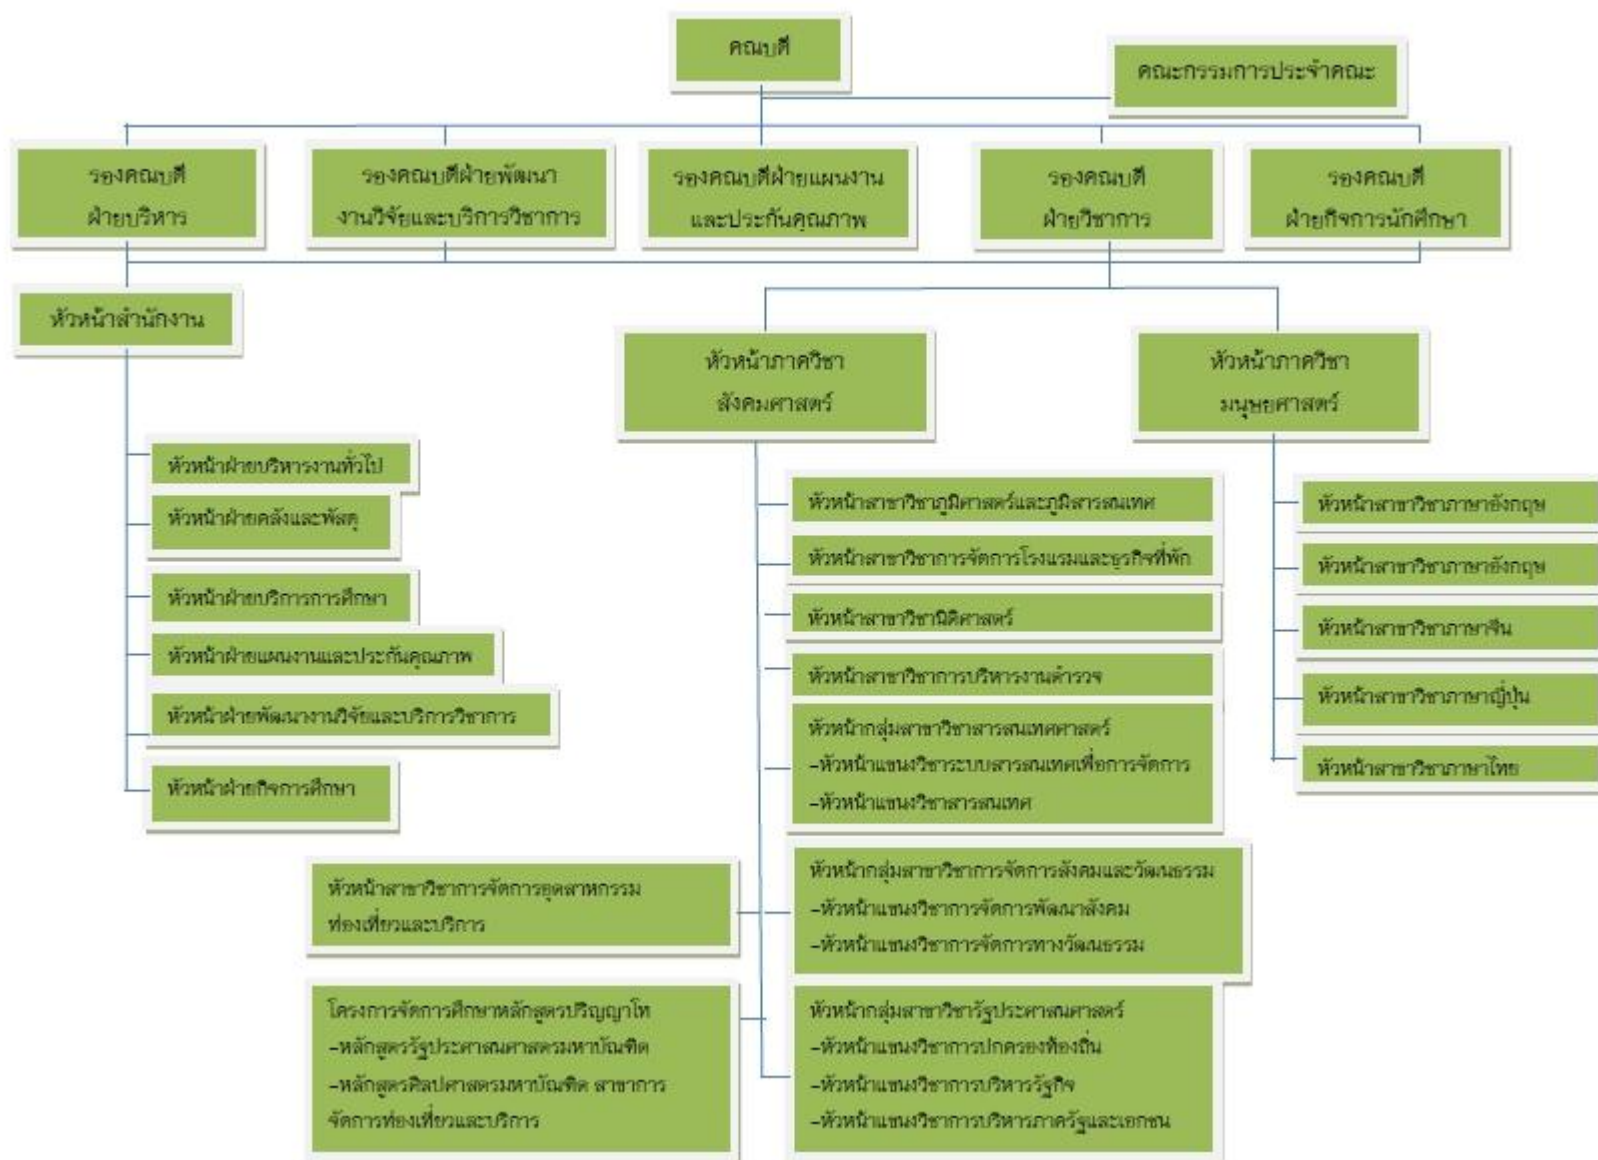 คณบดี
คณะกรรมการประจำคณะ
รองคณบดี
ฝ่ายบริหาร
รองคณบดีฝ่ายพัฒนา
งานวิจัยและบริการวิชาการ
รองคณบดีฝ่ายแผนงาน
และประกันคุณภาพ
รองคณบดี
ฝ่ายวิชาการ
รองคณบดี
ฝ่ายกิจการนักศึกษา
หัวหน้าสำนักงาน
หัวหน้าฝ่ายบริหารงานทั่วไป
หัวหน้าฝ่ายคลังและพัสดุ
หัวหน้าฝ่ายบริการการศึกษา
หัวหน้าฝ่ายแผนงานและประกันคุณภาพ
หัวหน้าฝ่ายพัฒนางานวิจัยและบริการวิชาการ
หัวหน้าฝ่ายกิจการศึกษา
หัวหน้าภาควิชา
สังคมศาสตร์
หัวหน้าสาขาวิชาภูมิศาสตร์และภูมิสารสนเทศ
หัวหน้าสาขาวิชาการจัดการโรงแรมและธุรกิจที่พัก
หัวหน้าสาขาวิชานิติศาสตร์
หัวหน้าสาขาวิชาการบริหารงานตำรวจ
หัวหน้ากลุ่มสาขาวิชาสารสนเทศศาสตร์
-หัวหน้าแขนงวิชาระบบสารสนเทศเพื่อการจัดการ
-หัวหน้าแขนงวิชาสารสนเทศ
หัวหน้าสาขาวิชาการจัดการอุตสาหกรรม
ท่องเที่ยวและบริการ
หัวหน้ากลุ่มสาขาวิชาการจัดการสังคมและวัฒนธรรม
-หัวหน้าแขนงวิชาการจัดการพัฒนาสังคม
-หัวหน้าแขนงวิชาการจัดการทางวัฒนธรรม
โครงการจัดการศึกษาหลักสูตรปริญญาโท
-หลักสูตรรัฐประศาสนศาสตรมหาบัณฑิต
-หลักสูตรศิลปศาสตรมหาบัณฑิต สาขาการ
จัดการท่องเที่ยวและบริการ
หัวหน้ากลุ่มสาขาวิชารัฐประศาสนศาสตร์
-หัวหน้าแขนงวิชาการปกครองท้องถิ่น
-หัวหน้าแขนงวิชาการบริหารรัฐกิจ
-หัวหน้าแขนงวิชาการบริหารภาครัฐและเอกชน
หัวหน้าภาควิชา
มนุษยศาสตร์
หัวหน้าสาขาวิชาภาษาอังกฤษ
หัวหน้าสาขาวิชาภาษาอังกฤษ
หัวหน้าสาขาวิชาภาษาจีน
หัวหน้าสาขาวิชาภาษาญี่ปุ่น
หัวหน้าสาขาวิชาภาษาไทย